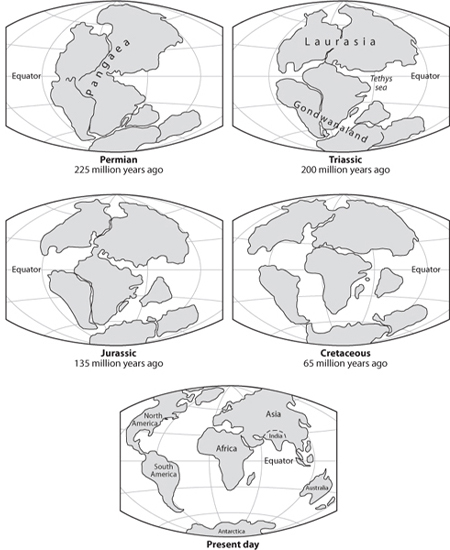 Equator
Pangaea
Permian
225 million years ago
Laurasia
Tethys
sea
Equator
Gondwanaland
Triassic
200 million years ago
Equator
Jurassic
135 million years ago
Equator
Cretaceous
65 million years ago
North
America
Asia
India
Africa
Equator
South
America
Australia
Antarctica
Present day